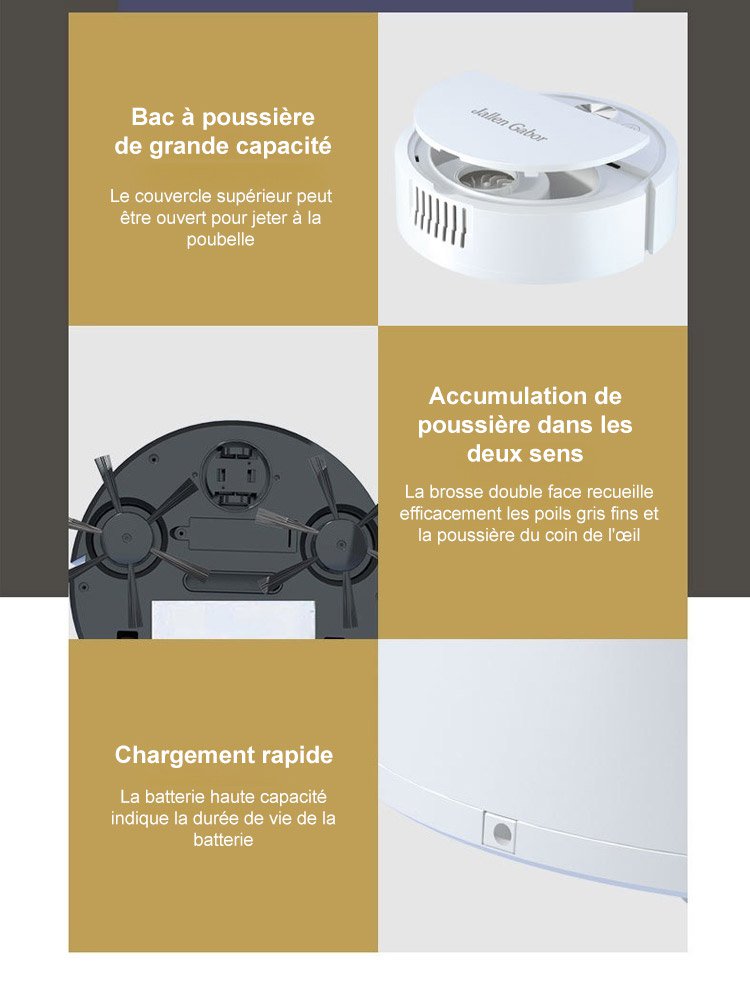 Bac à poussière
de grande capacité
Le couvercle supérieur peut
être ouvert pour jeter à la
poubelle
Jallen Gabor
Accumulation de
poussière dans les
deux sens
La brosse double face recueille
efficacement les poils gris fins et
la poussière du coin de l'œil
Chargement rapide
La batterie haute capacité
indique la durée de vie de la
batterie